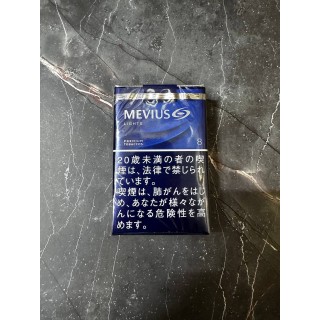 MEVIUS
LIGHTS
PREMIUM
TOBACCO
8
20歳未満の者の喫
煙は、法律で禁じられ
ています。
喫煙は、肺がんをはじ
め、あなたが様々なが
んになる危険性を高
めます。